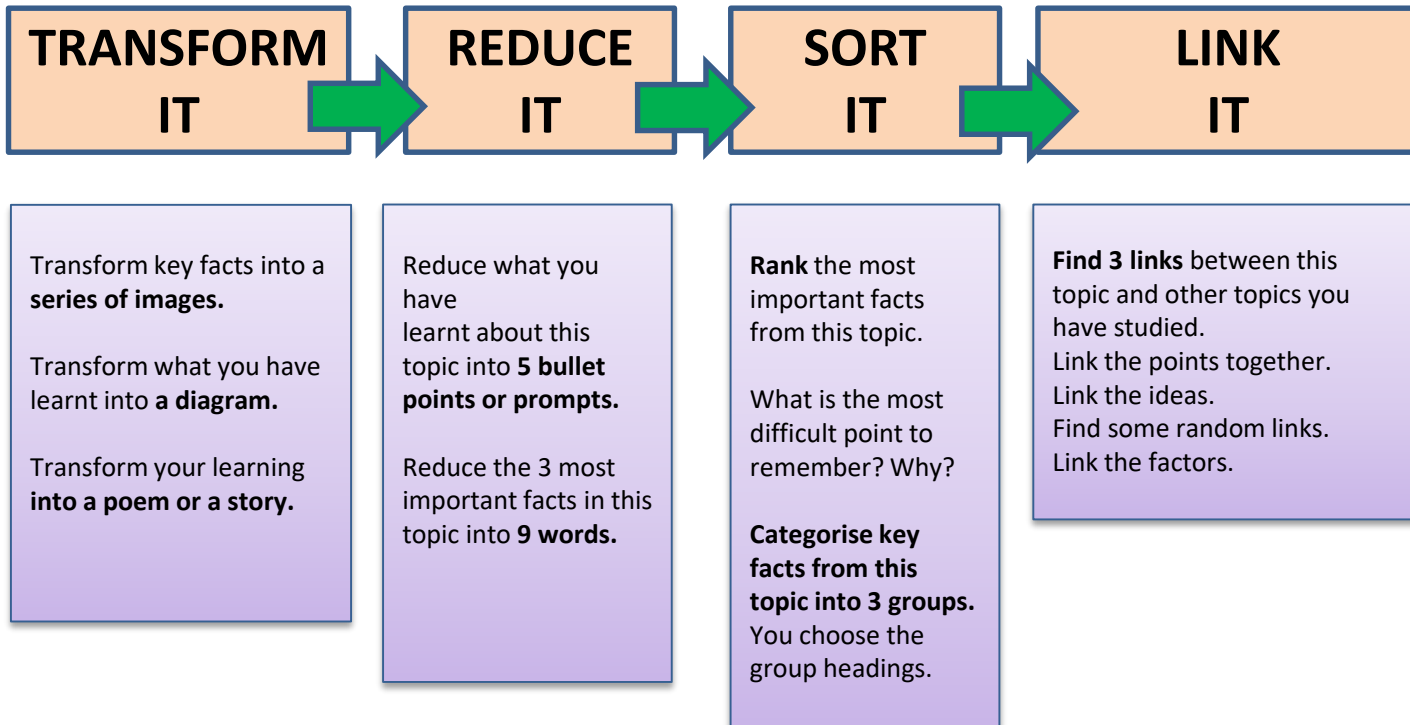 TRANSFORM
IT
REDUCE
IT
SORT
IT
LINK
IT
Transform key facts into a
series of images.
Transform what you have
learnt into a diagram.
Transform your learning
into a poem or a story.
Reduce what you
have
learnt about this
topic into 5 bullet
points or prompts.
Reduce the 3 most
important facts in this
topic into 9 words.
Rank the most
important facts
from this topic.
What is the most
difficult point to
remember? Why?
Categorise key
facts from this
topic into 3 groups.
You choose the
group headings.
Find 3 links between this
topic and other topics you
have studied.
Link the points together.
Link the ideas.
Find some random links.
Link the factors.